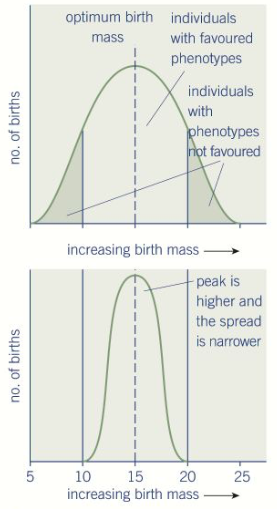 optimum birth
mass
individuals
with favoured
phenotypes
individuals
with
phenotypes
not favoured
no. of births
increasing birth mass
peak is
higher and
the spread
is narrower
no. of births
5 10 15 20 25
increasing birth mass